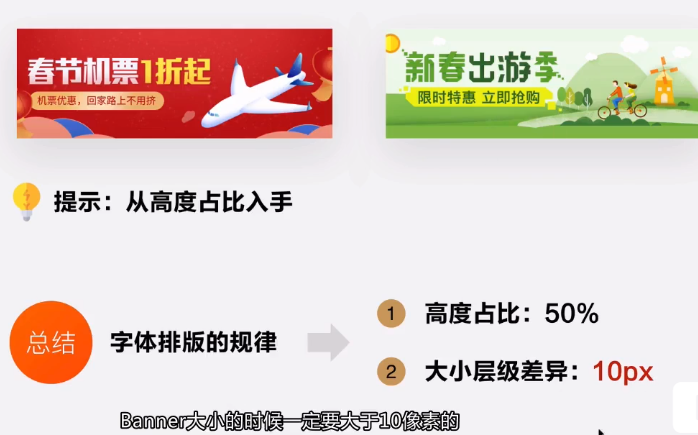 春节机票1折起
机票优惠，回家路上不用挤
新春出游季
限时特惠 立即抢购
提示：从高度占比入手
总结
字体排版的规律
1 高度占比：50%
2 大小层级差异：10px
Banner大小的时候一定要大于10像素的